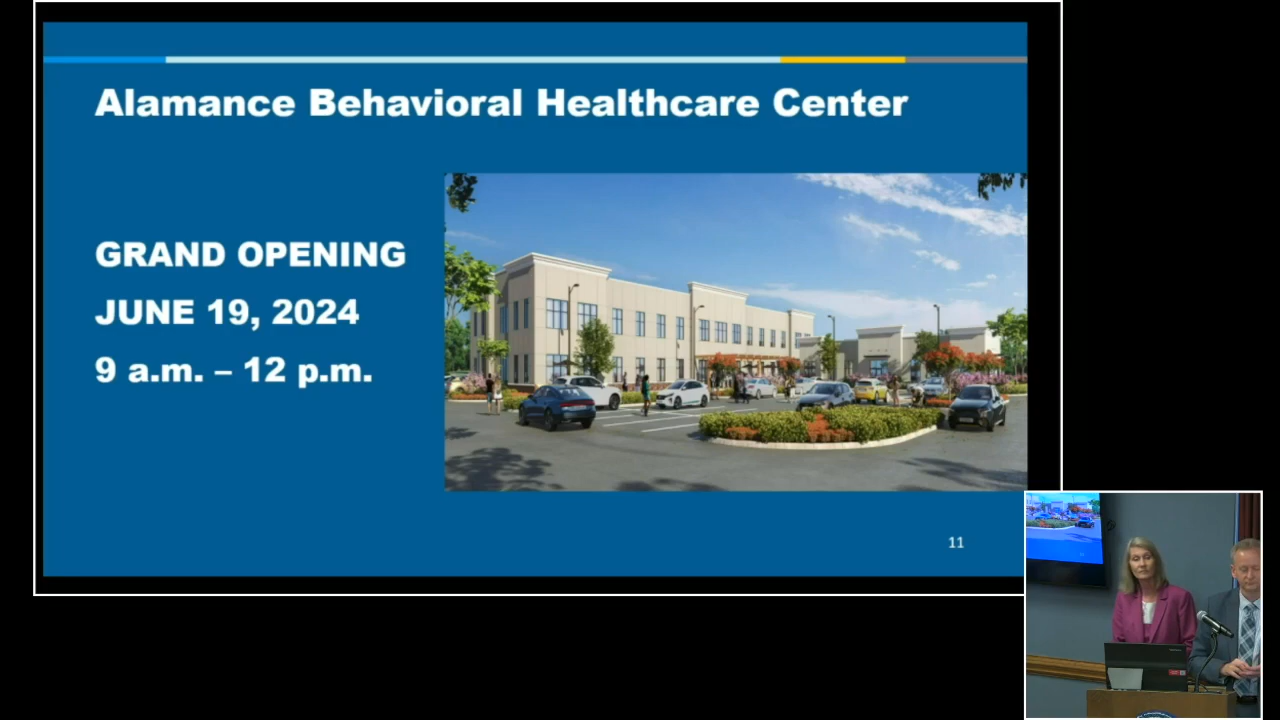 Alamance Behavioral Healthcare Center
GRAND OPENING
JUNE 19, 2024
9 a.m. – 12 p.m.
11